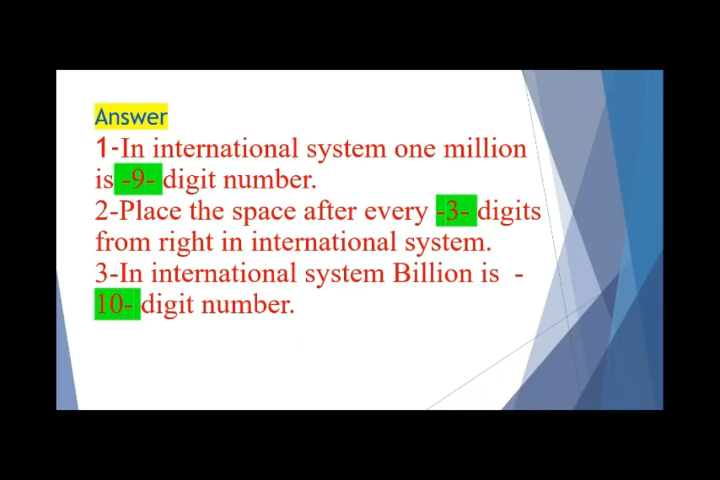 Answer
1-In international system one million
is -9- digit number.
2-Place the space after every -3- digits
from right in international system.
3-In international system Billion is -
10- digit number.